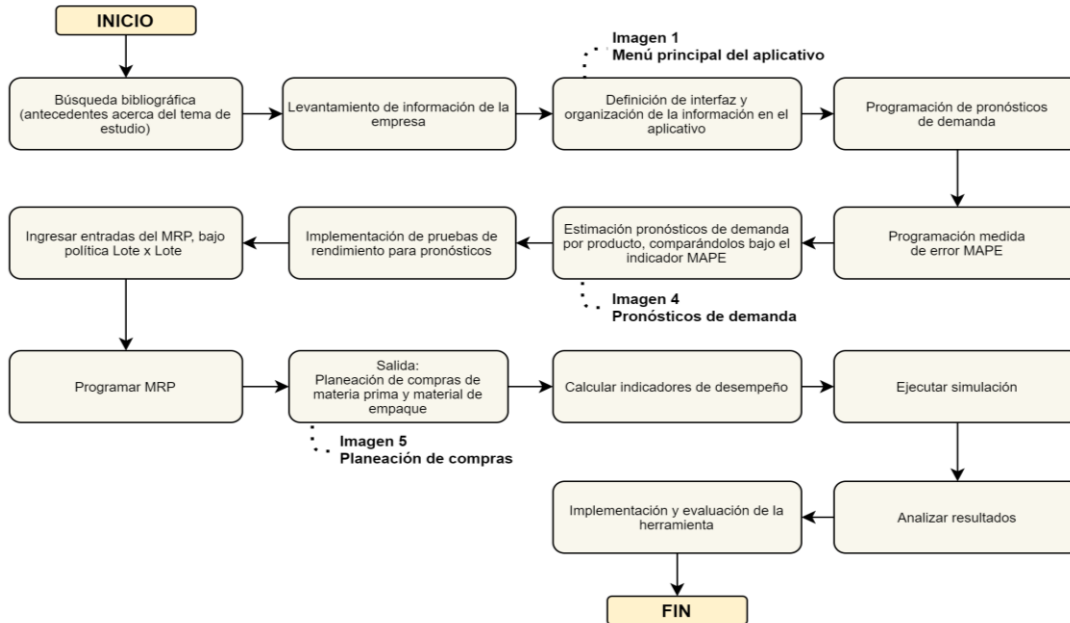 INICIO
Imagen 1
Menú principal del aplicativo
Búsqueda bibliográfica
(antecedentes acerca del tema de
estudio)
Levantamiento de información de la
empresa
Definición de interfaz y
organización de la información en el
aplicativo
Programación de pronósticos
de demanda
Ingresar entradas del MRP, bajo
política Lote x Lote
Implementación de pruebas de
rendimiento para pronósticos
Estimación pronósticos de demanda
por producto, comparándolos bajo el
indicador MAPE
Programación medida
de error MAPE
Imagen 4
Pronósticos de demanda
Programar MRP
Salida:
Planeación de compras de
materia prima y material de
empaque
Calcular indicadores de desempeño
Ejecutar simulación
Imagen 5
Planeación de compras
Implementación y evaluación de la
herramienta
Analizar resultados
FIN